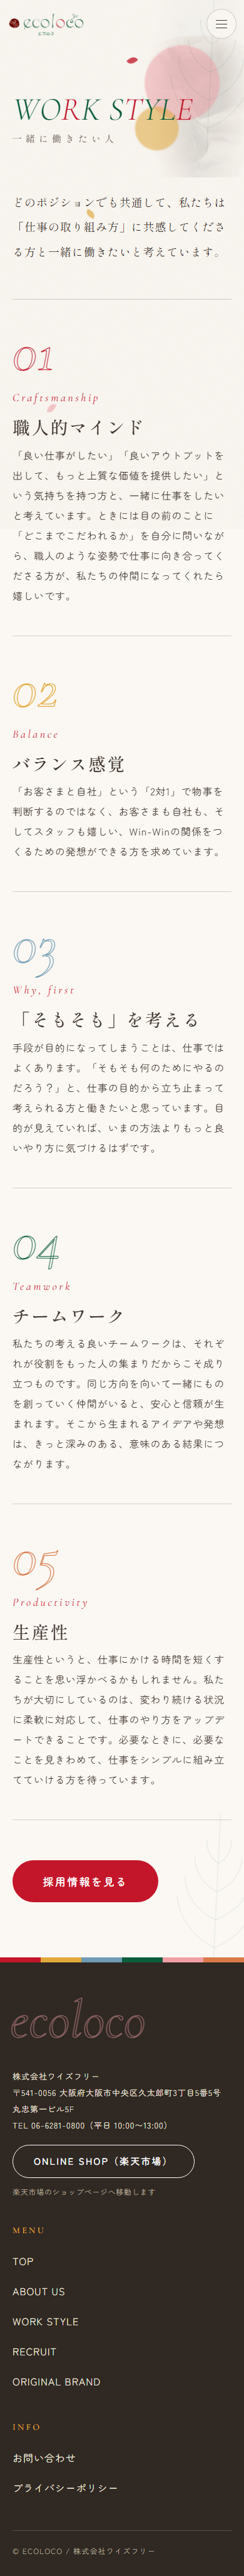 ecoloco
えころこ
WORK STYLE
一緒に働きたい人
どのポジションでも共通して、私たちは
「仕事の取り組み方」に共感してくださ
る方と一緒に働きたいと考えています。
01
Craftsmanship
職人的マインド
「良い仕事がしたい」「良いアウトプットを
出して、もっと上質な価値を提供したい」と
いう気持ちを持つ方と、一緒に仕事をしたい
と考えています。ときには目の前のことに
「どこまでこだわれるか」を自分に問いなが
ら、職人のような姿勢で仕事に向き合ってく
ださる方が、私たちの仲間になってくれたら
嬉しいです。
02
Balance
バランス感覚
「お客さまと自社」という「2対1」で物事を
判断するのではなく、お客さまも自社も、そ
してスタッフも嬉しい、Win-Winの関係をつ
くるための発想ができる方を求めています。
03
Why, first
「そもそも」を考える
手段が目的になってしまうことは、仕事では
よくあります。「そもそも何のためにやるの
だろう？」と、仕事の目的から立ち止まって
考えられる方と働きたいと思っています。目
的が見えていれば、いまの方法よりもっと良
いやり方に気づけるはずです。
04
Teamwork
チームワーク
私たちの考える良いチームワークは、それぞ
れが役割をもった人の集まりだからこそ成り
立つものです。同じ方向を向いて一緒にもの
を創っていく仲間がいると、安心と信頼が生
まれます。そこから生まれるアイデアや発想
は、きっと深みのある、意味のある結果につ
ながります。
05
Productivity
生産性
生産性というと、仕事にかける時間を短くす
ることを思い浮かべるかもしれません。私た
ちが大切にしているのは、変わり続ける状況
に柔軟に対応して、仕事のやり方をアップデ
ートできることです。必要なときに、必要な
ことを見きわめて、仕事をシンプルに組み立
てていける方を待っています。
採用情報を見る
ecoloco
株式会社ワイズフリー
〒541-0056 大阪府大阪市中央区久太郎町3丁目5番5号
丸忠第一ビル5F
TEL 06-6281-0800（平日 10:00〜13:00）
ONLINE SHOP（楽天市場）
楽天市場のショップページへ移動します
MENU
TOP
ABOUT US
WORK STYLE
RECRUIT
ORIGINAL BRAND
INFO
お問い合わせ
プライバシーポリシー
© ECOLOCO / 株式会社ワイズフリー